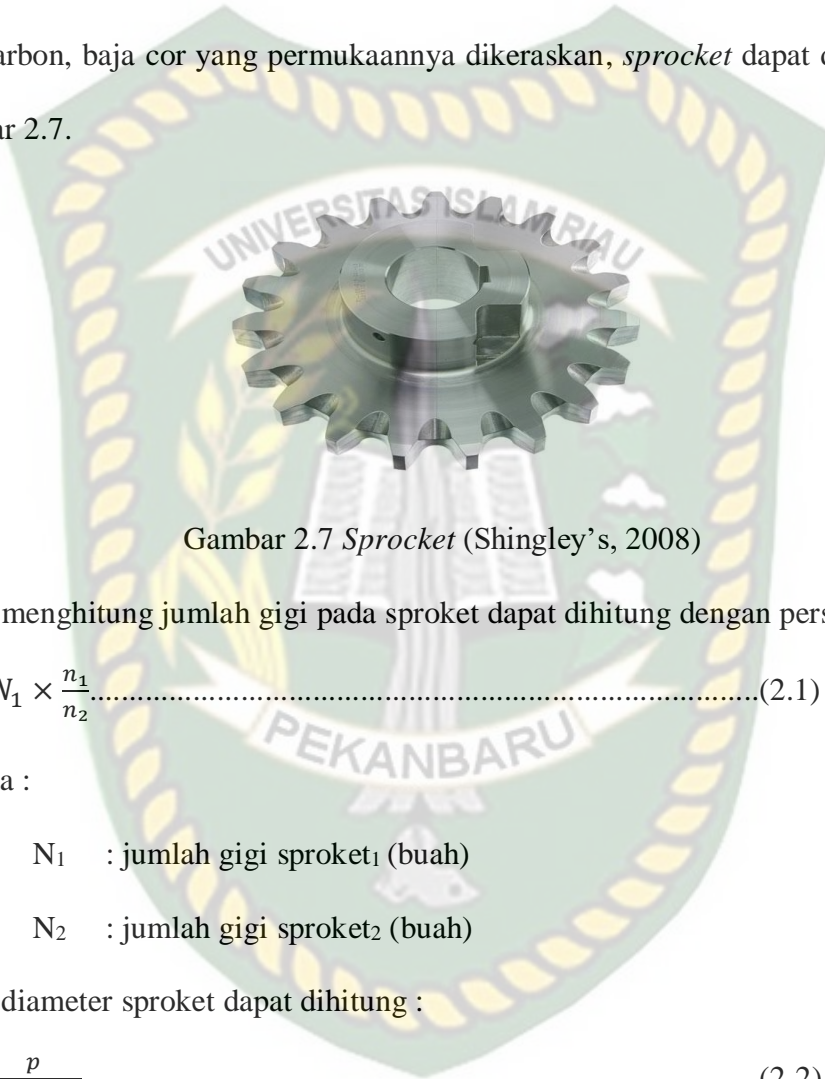 arbon, baja cor yang permukaannya dikeraskan, sprocket dapat
ar 2.7.
UNIVERSITAS ISLAM RIAU
Gambar 2.7 Sprocket (Shingley’s, 2008)
menghitung jumlah gigi pada sproket dapat dihitung dengan pers
N₁ × n₁/n₂..........................................................................................(2.1)
PEKANBARU
a :
N₁ : jumlah gigi sproket₁ (buah)
N₂ : jumlah gigi sproket₂ (buah)
diameter sproket dapat dihitung :
p (2.2)